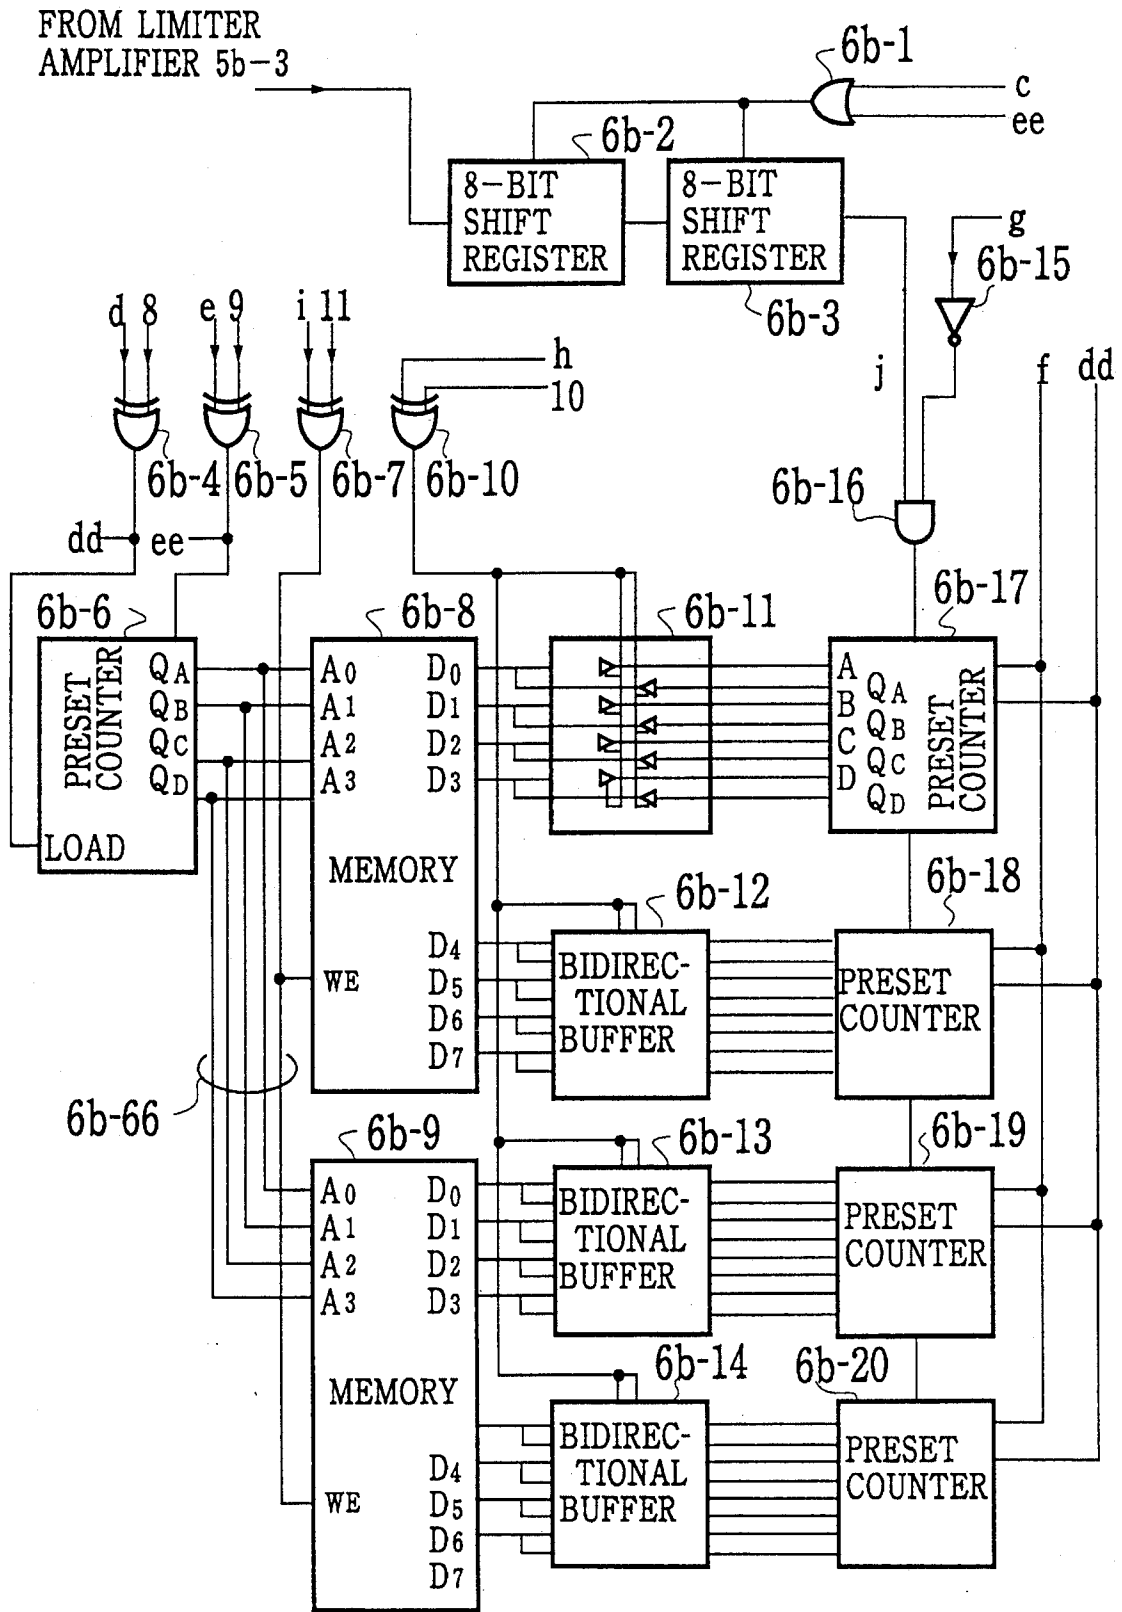 FROM LIMITER
AMPLIFIER 5b-3
6b-1
c
ee
6b-2
8-BIT
SHIFT
REGISTER
8-BIT
SHIFT
REGISTER
6b-3
g
6b-15
d 8
e 9
i 11
h
10
j
f
dd
6b-4
6b-5
6b-7
6b-10
6b-16
dd
ee
6b-6
6b-8
6b-11
6b-17
PRESET
COUNTER
QA
QB
QC
QD
LOAD
A0
A1
A2
A3
D0
D1
D2
D3
MEMORY
WE
D4
D5
D6
D7
A
B
C
D
QA
QB
QC
QD
PRESET
COUNTER
6b-12
BIDIREC-
TIONAL
BUFFER
6b-18
PRESET
COUNTER
6b-66
6b-9
A0
A1
A2
A3
D0
D1
D2
D3
MEMORY
WE
D4
D5
D6
D7
6b-13
BIDIREC-
TIONAL
BUFFER
6b-19
PRESET
COUNTER
6b-14
BIDIREC-
TIONAL
BUFFER
6b-20
PRESET
COUNTER